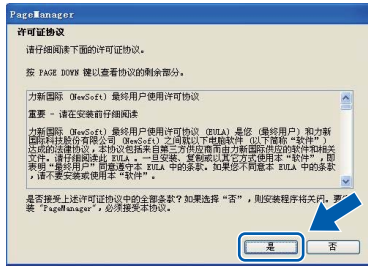 PageManager
许可证协议
请仔细阅读下面的许可证协议。
按 PAGE DOWN 键以查看协议的剩余部分。
力新国际 (NewSoft) 最终用户使用许可协议
重要 - 请在安装前仔细阅读
力新国际 (NewSoft) 最终用户使用许可协议 (EULA) 是您 (最终用户) 和力新
国际科技股份有限公司 (NewSoft) 之间就以下电脑软件 (以下简称 “软件” )
达成的法律协议，本协议包括来自第三方供应商而由力新国际供应的软件和相关
文件。请仔细阅读此 EULA 。一旦安装、复制或以其它方式使用本 “软件” ，即
表明 “最终用户” 同意遵守本 EULA 中的条款。如果您不同意本 EULA 中的条款
，请不要安装或使用本 “软件” 。
是否接受上述许可证协议中的全部条款？如果选择 “否” ，则安装程序将关闭。要
装 “PageManager” ，必须接受本协议。
是
否